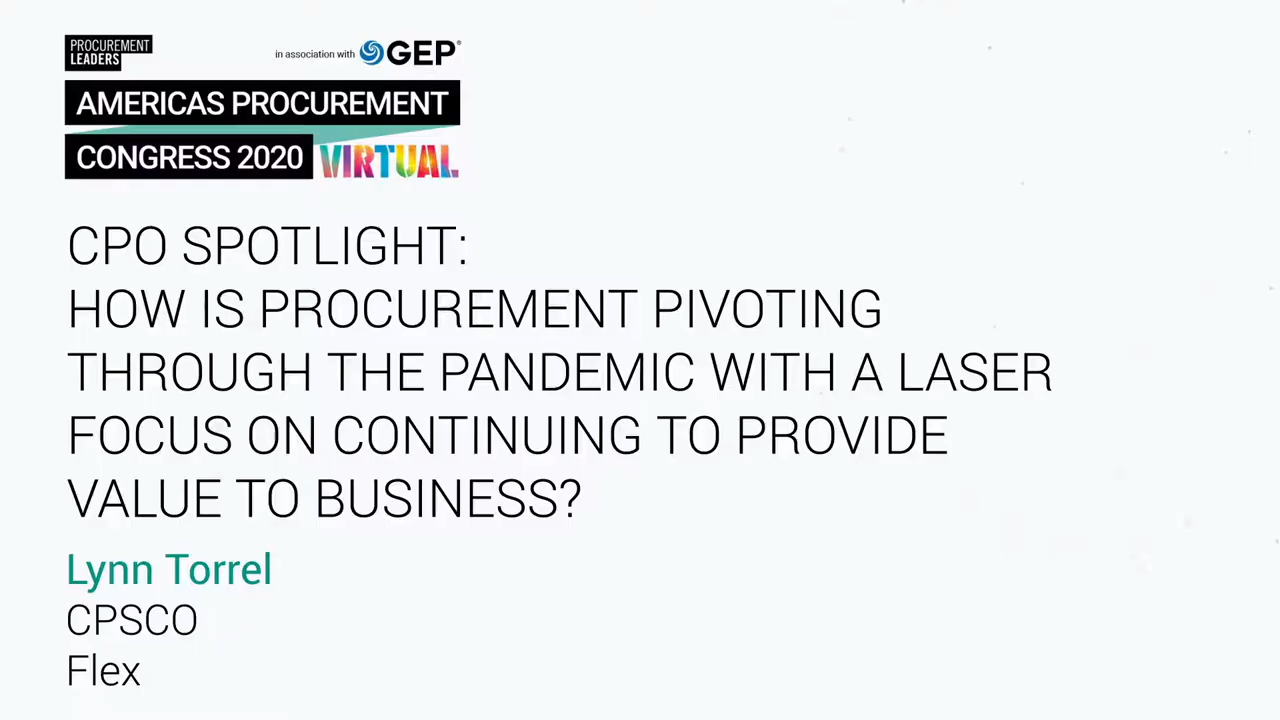 PROCUREMENT
LEADERS
in association with GEP®
AMERICAS PROCUREMENT
CONGRESS 2020 VIRTUAL
CPO SPOTLIGHT:
HOW IS PROCUREMENT PIVOTING
THROUGH THE PANDEMIC WITH A LASER
FOCUS ON CONTINUING TO PROVIDE
VALUE TO BUSINESS?
Lynn Torrel
CPSCO
Flex